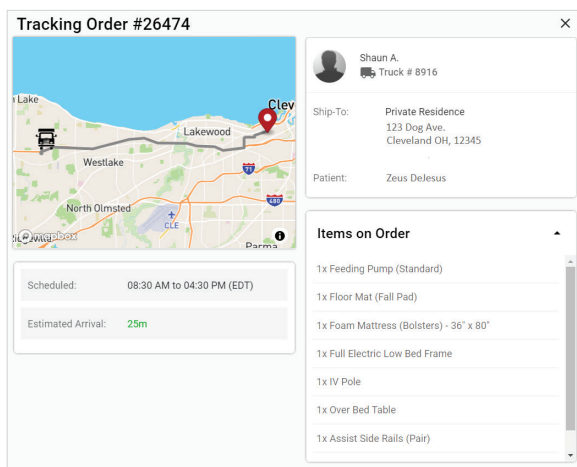 Tracking Order #26474
Lake
Clev
Lakewood
Westlake
71
480
North Olmsted
CLE
mapbox
Parma
Scheduled: 08:30 AM to 04:30 PM (EDT)
Estimated Arrival: 25m
Shaun A.
Truck # 8916
Ship-To: Private Residence
123 Dog Ave.
Cleveland OH, 12345
Patient: Zeus DeJesus
Items on Order
1x Feeding Pump (Standard)
1x Floor Mat (Fall Pad)
1x Foam Mattress (Bolsters) - 36" x 80"
1x Full Electric Low Bed Frame
1x IV Pole
1x Over Bed Table
1x Assist Side Rails (Pair)